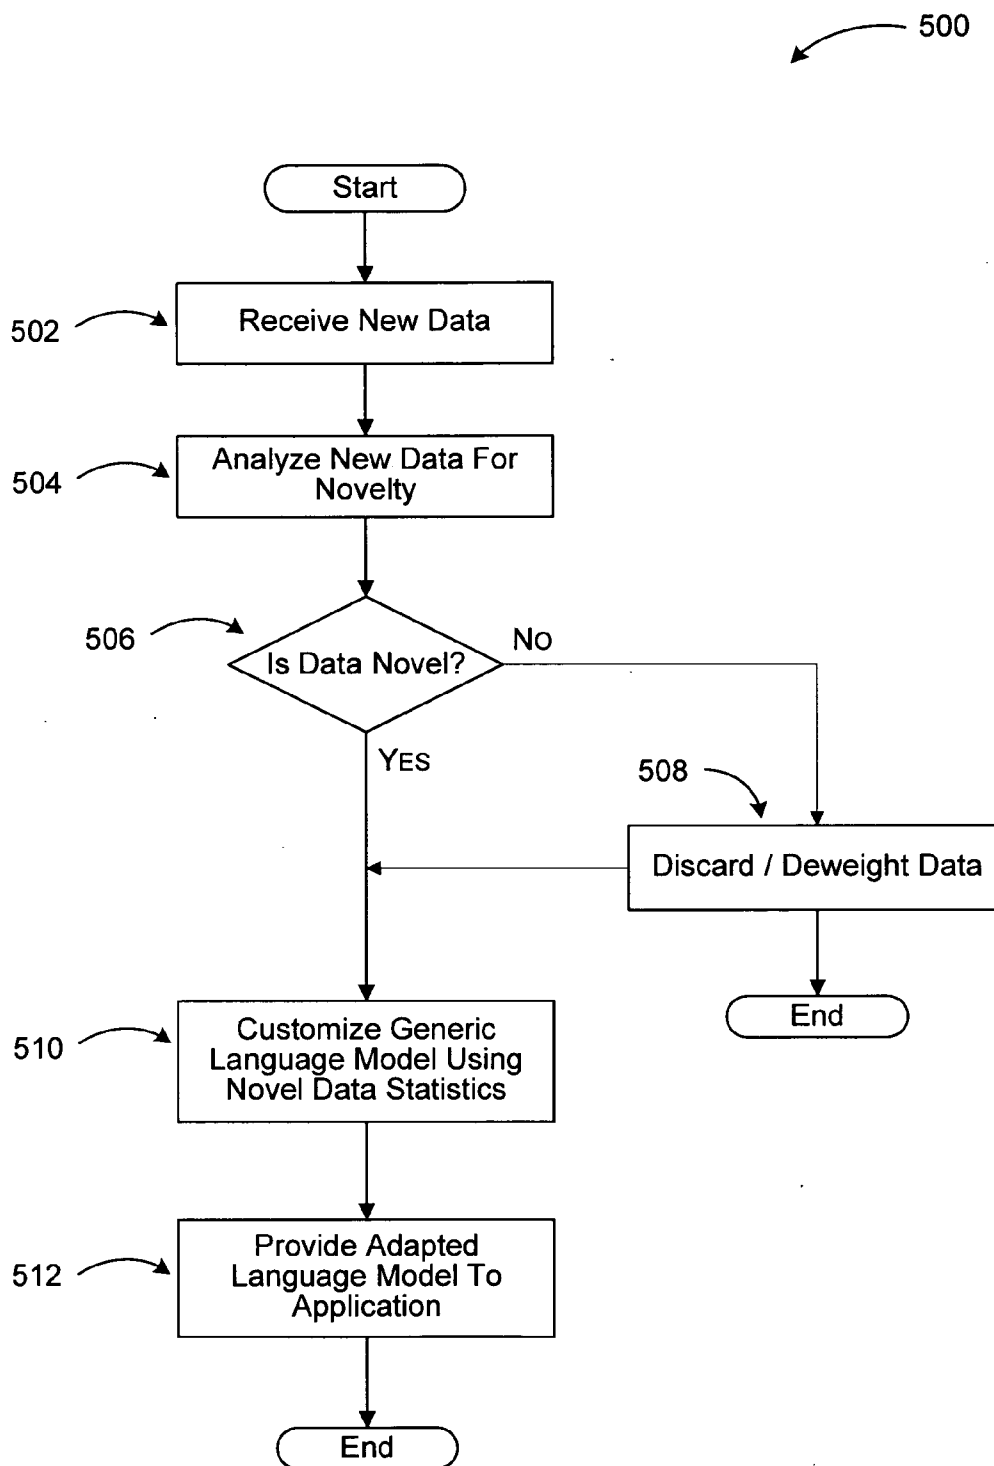 500
Start
502
Receive New Data
504
Analyze New Data For
Novelty
506
Is Data Novel?
No
Yes
508
Discard / Deweight Data
End
510
Customize Generic
Language Model Using
Novel Data Statistics
512
Provide Adapted
Language Model To
Application
End